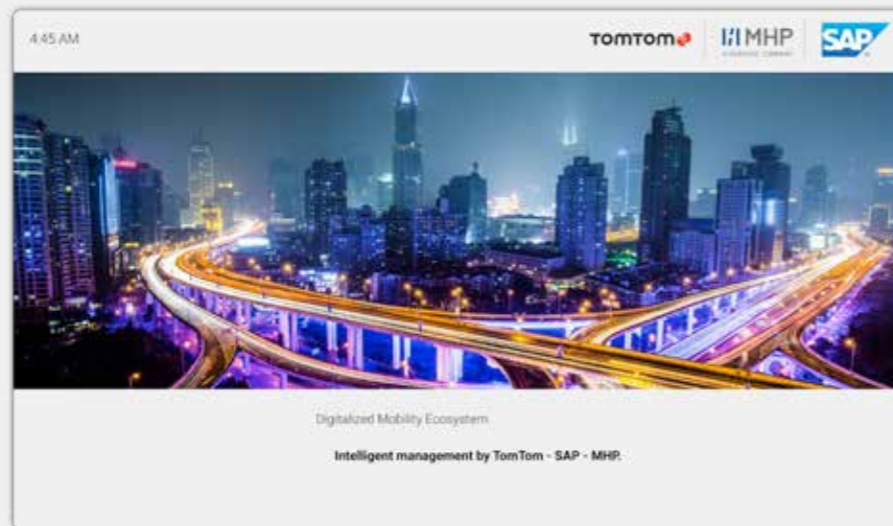 4:45 AM
TOMTOM
MHP
SAP
Digitalized Mobility Ecosystem
Intelligent management by TomTom - SAP - MHP.